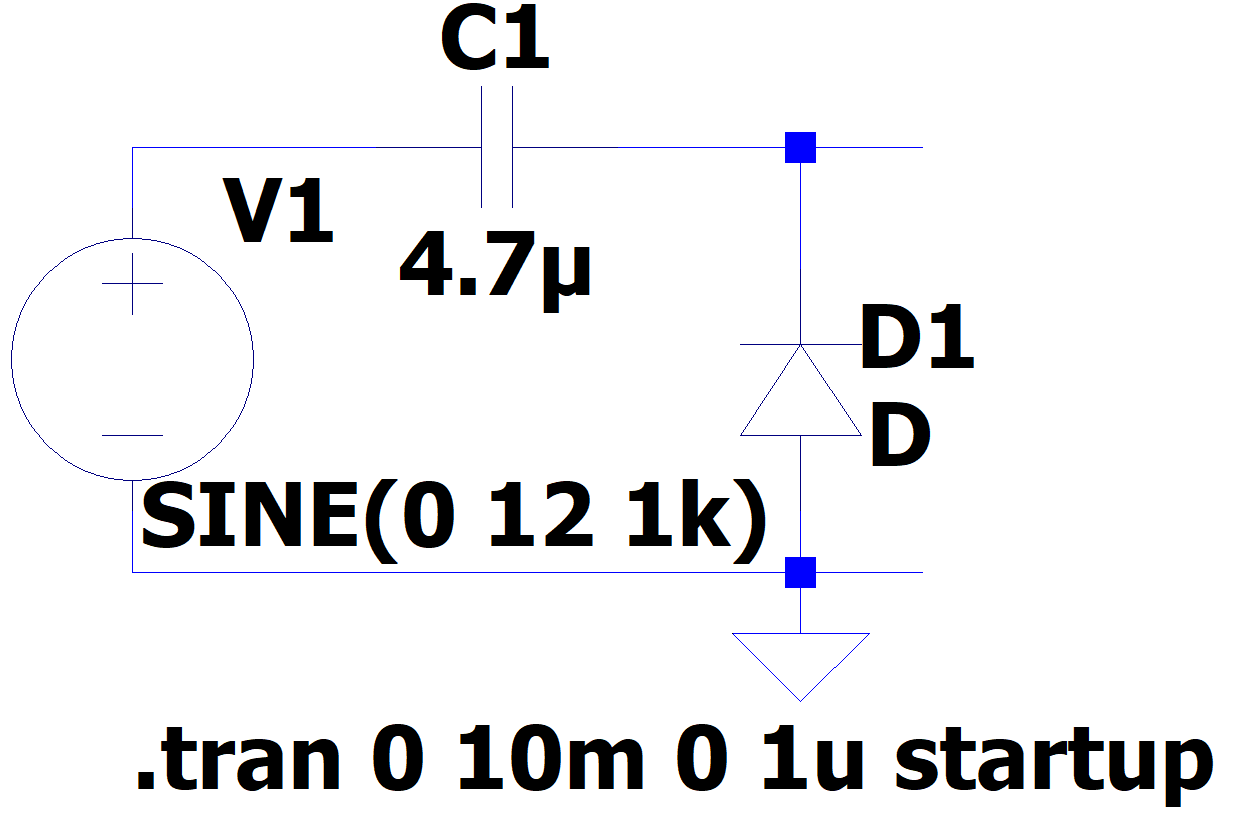 C1
V1
4.7µ
D1
D
SINE(0 12 1k)
.tran 0 10m 0 1u startup